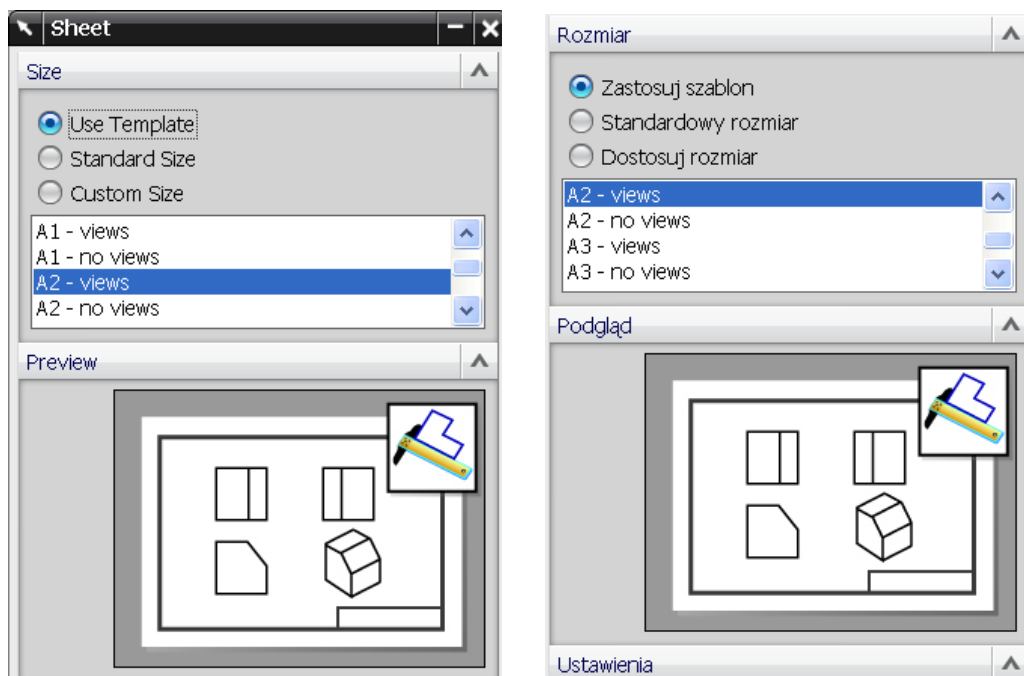 Sheet
Size
Use Template
Standard Size
Custom Size
A1 - views
A1 - no views
A2 - views
A2 - no views
Preview
Rozmiar
Zastosuj szablon
Standardowy rozmiar
Dostosuj rozmiar
A2 - views
A2 - no views
A3 - views
A3 - no views
Podgląd
Ustawienia